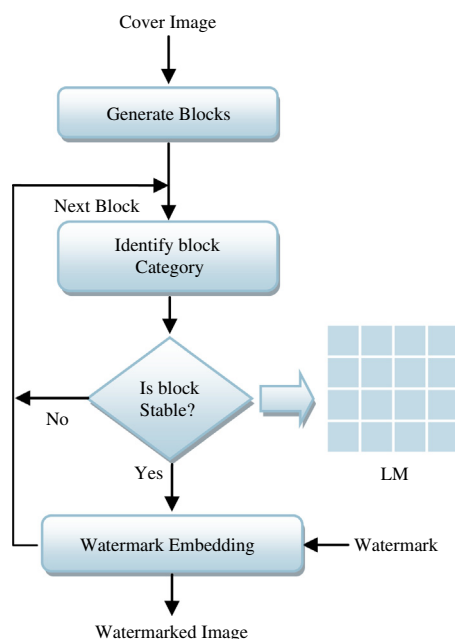 Cover Image
Generate Blocks
Next Block
Identify block
Category
Is block
Stable?
No
LM
Yes
Watermark Embedding
Watermark
Watermarked Image